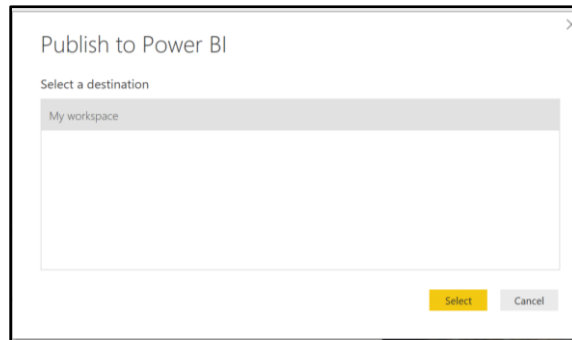 Publish to Power BI
Select a destination
My workspace
Select
Cancel